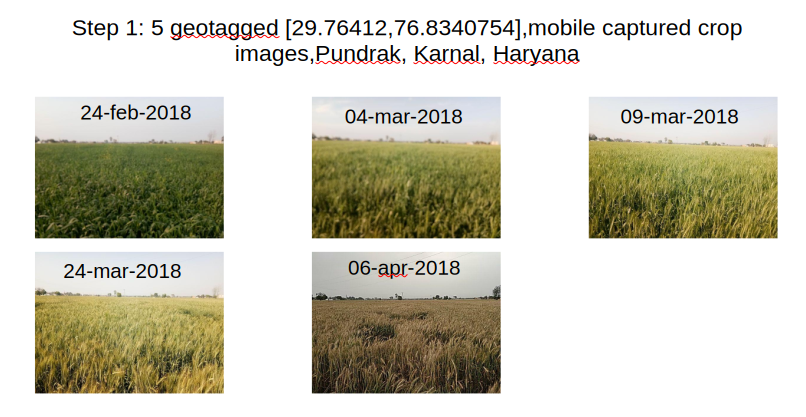 Step 1: 5 geotagged [29.76412,76.8340754],mobile captured crop
images,Pundrak, Karnal, Haryana
24-feb-2018
04-mar-2018
09-mar-2018
24-mar-2018
06-apr-2018